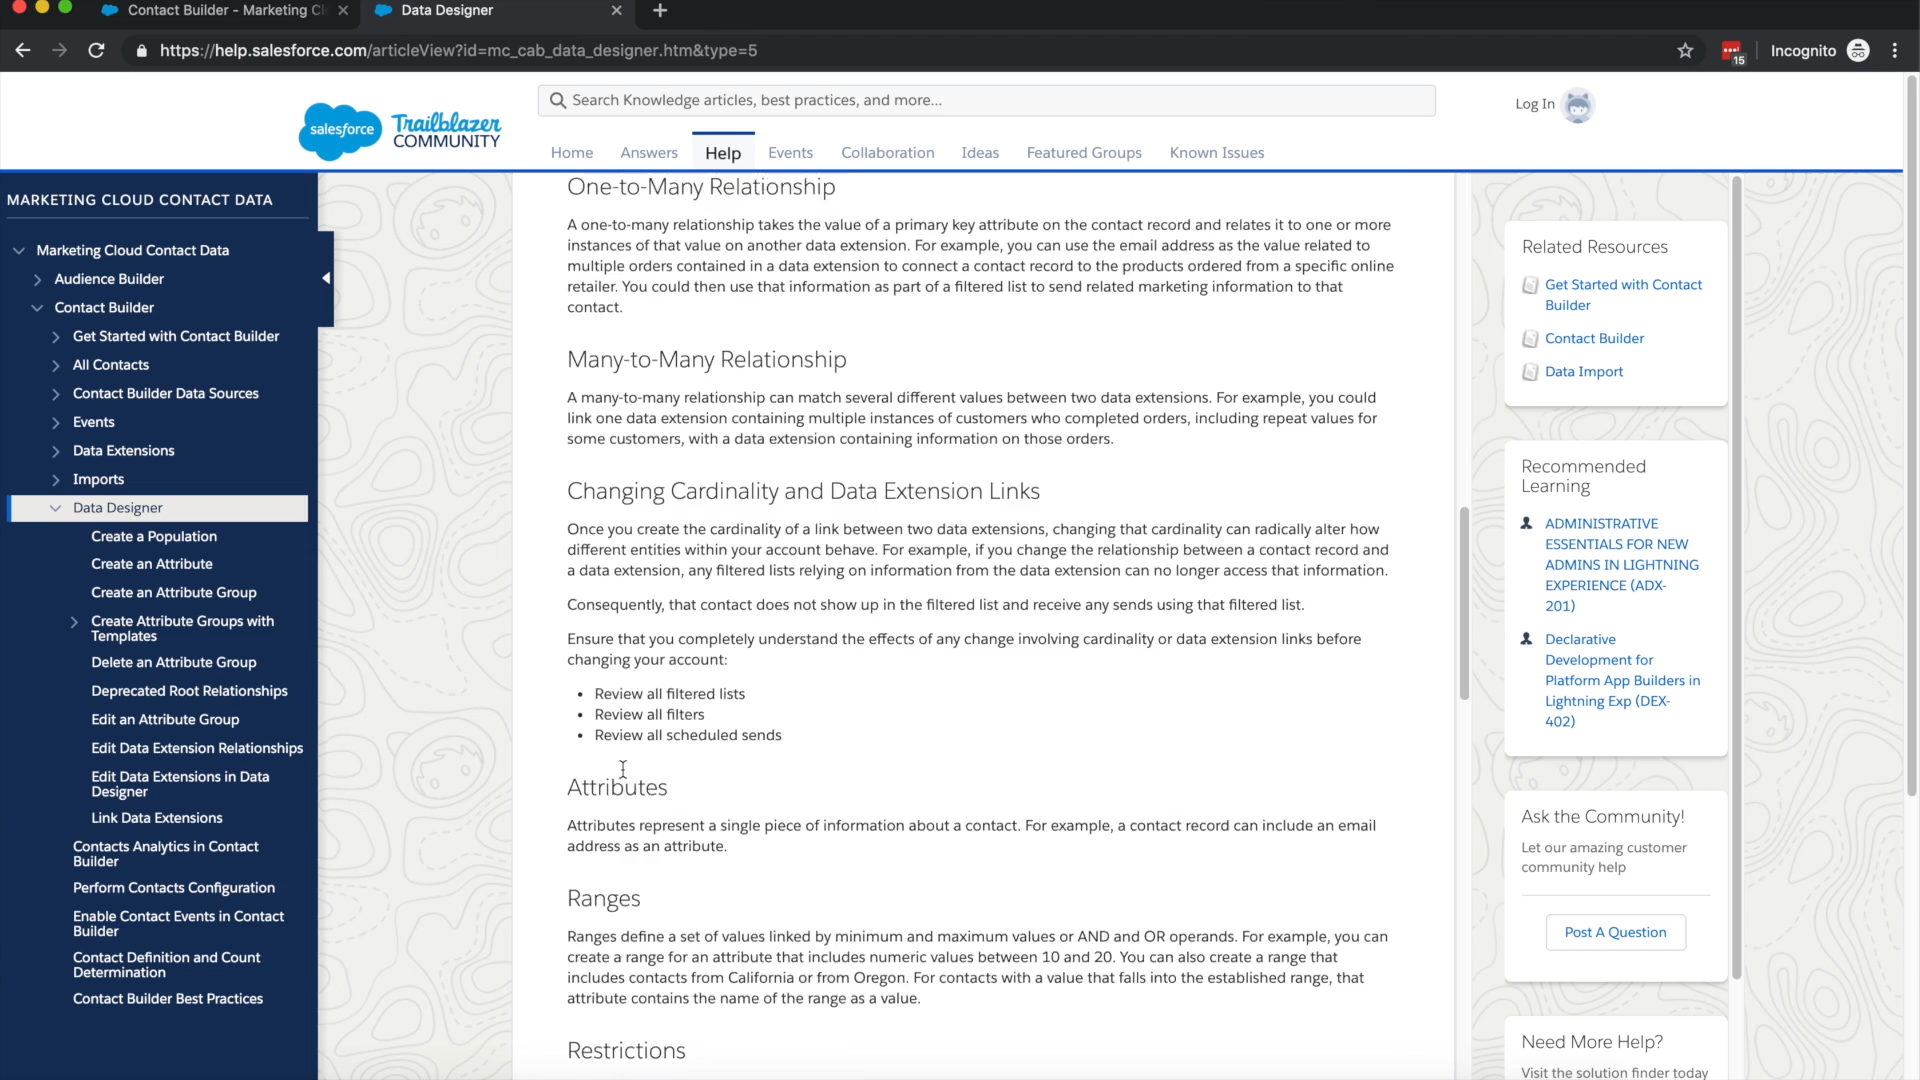 Contact Builder - Marketing Cl
Data Designer
https://help.salesforce.com/articleView?id=mc_cab_data_designer.htm&type=5
15
Incognito
salesforce
Trailblazer
COMMUNITY
Search Knowledge articles, best practices, and more...
Log In
Home
Answers
Help
Events
Collaboration
Ideas
Featured Groups
Known Issues
MARKETING CLOUD CONTACT DATA
Marketing Cloud Contact Data
Audience Builder
Contact Builder
Get Started with Contact Builder
All Contacts
Contact Builder Data Sources
Events
Data Extensions
Imports
Data Designer
Create a Population
Create an Attribute
Create an Attribute Group
Create Attribute Groups with
Templates
Delete an Attribute Group
Deprecated Root Relationships
Edit an Attribute Group
Edit Data Extension Relationships
Edit Data Extensions in Data
Designer
Link Data Extensions
Contacts Analytics in Contact
Builder
Perform Contacts Configuration
Enable Contact Events in Contact
Builder
Contact Definition and Count
Determination
Contact Builder Best Practices
One-to-Many Relationship
A one-to-many relationship takes the value of a primary key attribute on the contact record and relates it to one or more
instances of that value on another data extension. For example, you can use the email address as the value related to
multiple orders contained in a data extension to connect a contact record to the products ordered from a specific online
retailer. You could then use that information as part of a filtered list to send related marketing information to that
contact.
Many-to-Many Relationship
A many-to-many relationship can match several different values between two data extensions. For example, you could
link one data extension containing multiple instances of customers who completed orders, including repeat values for
some customers, with a data extension containing information on those orders.
Changing Cardinality and Data Extension Links
Once you create the cardinality of a link between two data extensions, changing that cardinality can radically alter how
different entities within your account behave. For example, if you change the relationship between a contact record and
a data extension, any filtered lists relying on information from the data extension can no longer access that information.
Consequently, that contact does not show up in the filtered list and receive any sends using that filtered list.
Ensure that you completely understand the effects of any change involving cardinality or data extension links before
changing your account:
• Review all filtered lists
• Review all filters
• Review all scheduled sends
Attributes
Attributes represent a single piece of information about a contact. For example, a contact record can include an email
address as an attribute.
Ranges
Ranges define a set of values linked by minimum and maximum values or AND and OR operands. For example, you can
create a range for an attribute that includes numeric values between 10 and 20. You can also create a range that
includes contacts from California or from Oregon. For contacts with a value that falls into the established range, that
attribute contains the name of the range as a value.
Restrictions
Related Resources
Get Started with Contact
Builder
Contact Builder
Data Import
Recommended
Learning
ADMINISTRATIVE
ESSENTIALS FOR NEW
ADMINS IN LIGHTNING
EXPERIENCE (ADX-
201)
Declarative
Development for
Platform App Builders in
Lightning Exp (DEX-
402)
Ask the Community!
Let our amazing customer
community help
Post A Question
Need More Help?
Visit the solution finder today